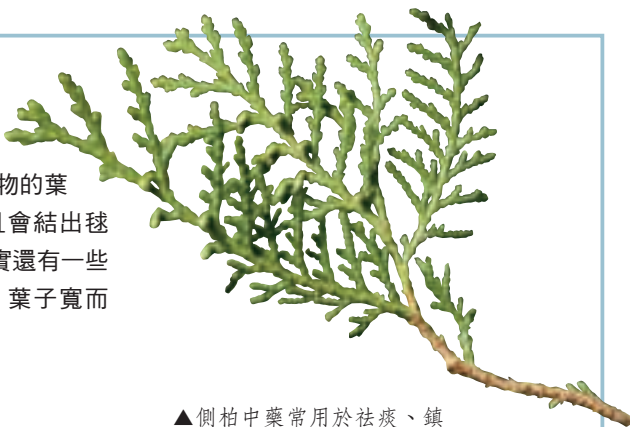 物的葉
會結出毬
實還有一些
葉子寬而
▲側柏中藥常用於祛痰、鎮